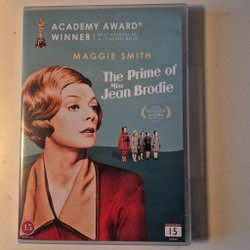 ACADEMY AWARD®
WINNER
BEST ACTRESS IN
A LEADING ROLE
MAGGIE SMITH
The Prime of
Miss
Jean Brodie
15
15